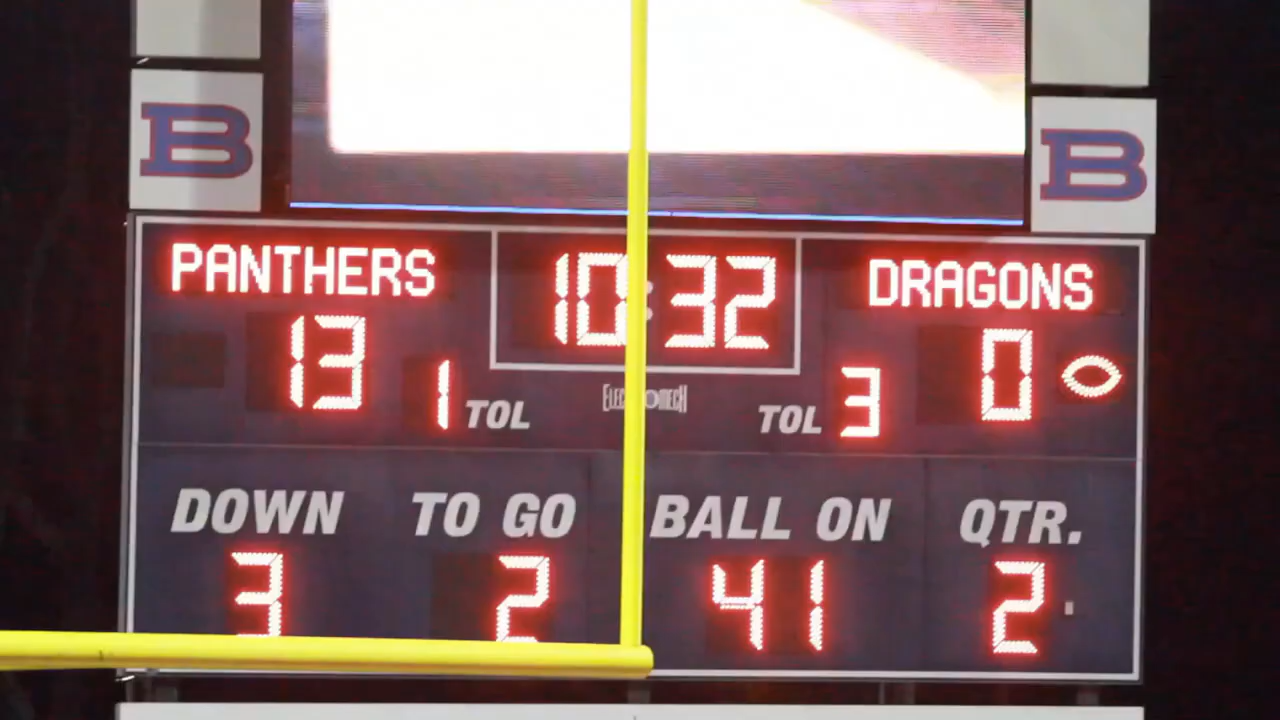 B
B
PANTHERS 10:32 DRAGONS
13 1 TOL TOL 3 0
DOWN TO GO BALL ON QTR.
3 2 41 2